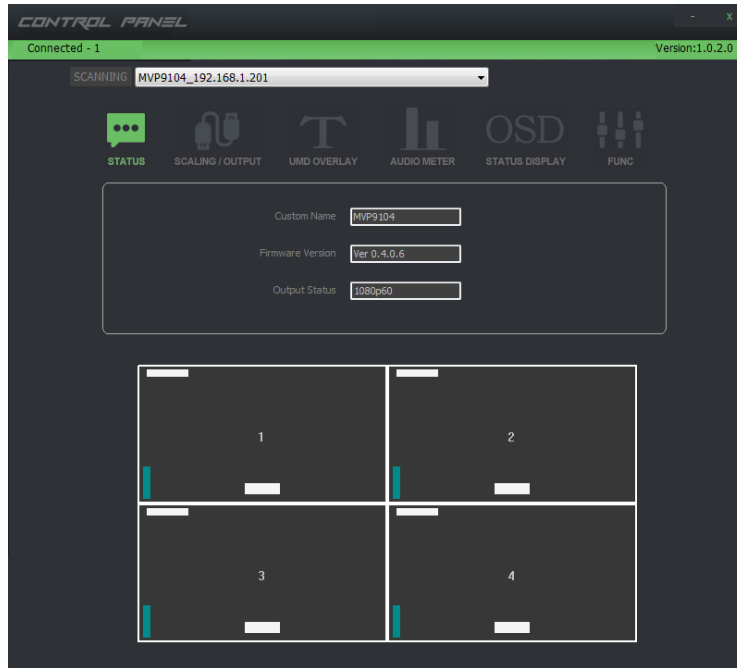 CONTROL PANEL - X
Connected - 1 Version:1.0.2.0
SCANNING MVP9104_192.168.1.201
STATUS SCALING / OUTPUT UMD OVERLAY AUDIO METER OSD STATUS DISPLAY FUNC
Custom Name MVP9104
Firmware Version Ver 0.4.0.6
Output Status 1080p60
1 2
3 4